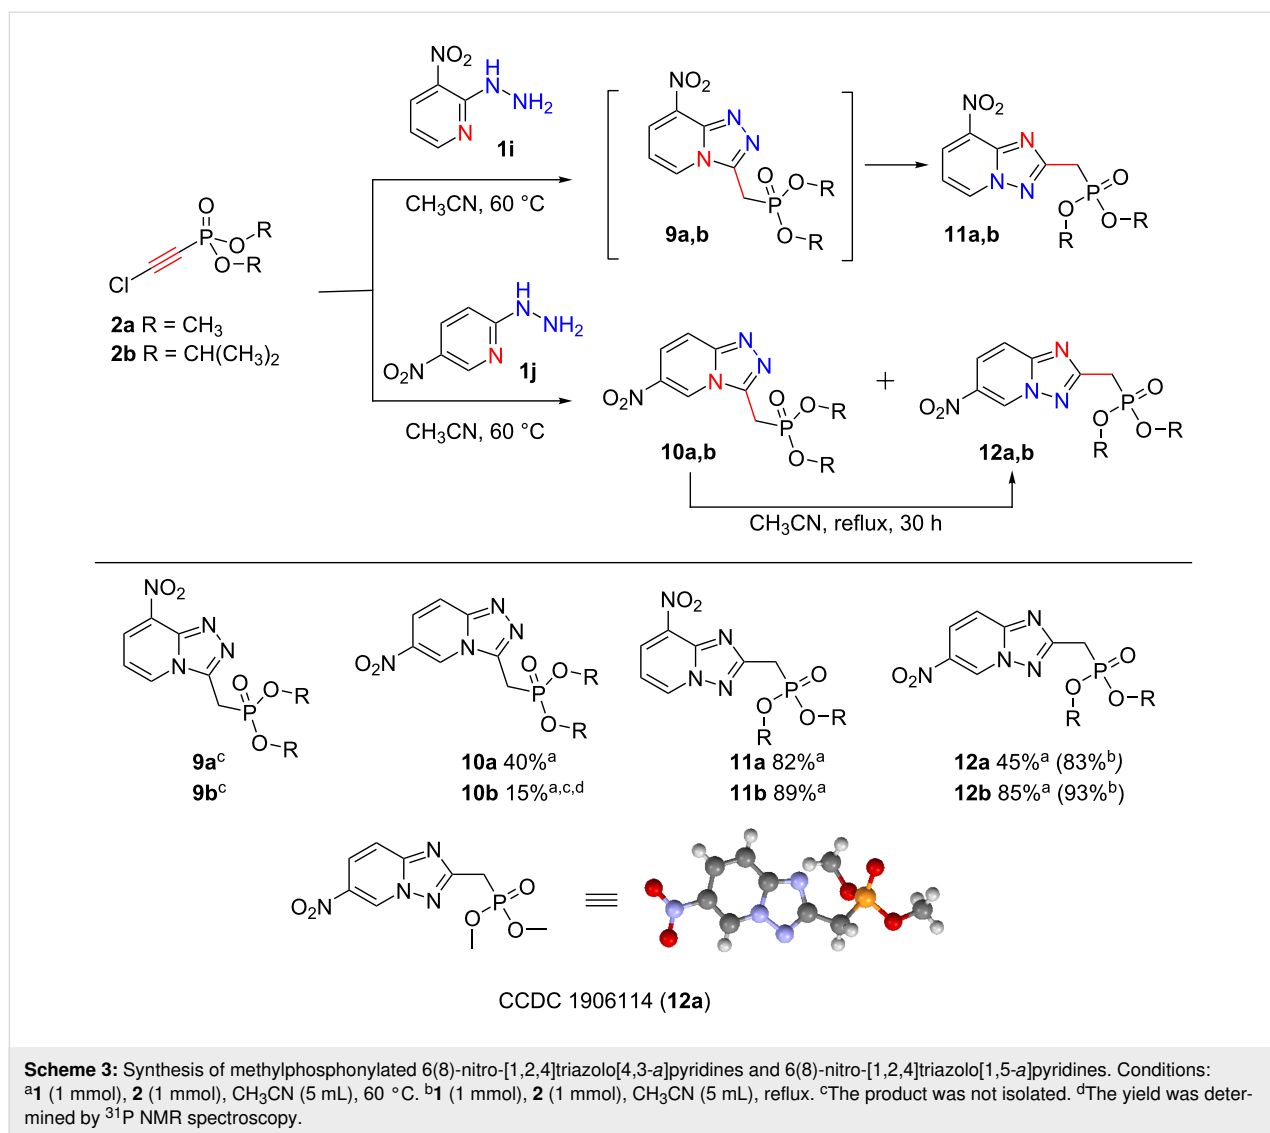 NO₂
H
N
NH₂
N
1i
CH₃CN, 60 °C
NO₂
N
N
N
O
P
O–R
O–R
9a,b
NO₂
N
N
N
P
O
O
R
O–R
11a,b
O
P
O
R
O–R
Cl
2a R = CH₃
2b R = CH(CH₃)₂
H
N
NH₂
N
O₂N
1j
CH₃CN, 60 °C
N
N
N
O₂N
O
P
O–R
O–R
10a,b
+
N
N
N
O₂N
P
O
O
R
O–R
12a,b
CH₃CN, reflux, 30 h
NO₂
N
N
N
O
P
O–R
O–R
9aᶜ
9bᶜ
N
N
N
O₂N
O
P
O–R
O–R
10a 40%ᵃ
10b 15%ᵃ,ᶜ,ᵈ
NO₂
N
N
N
P
O
O
R
O–R
11a 82%ᵃ
11b 89%ᵃ
N
N
N
O₂N
P
O
O
R
O–R
12a 45%ᵃ (83%ᵇ)
12b 85%ᵃ (93%ᵇ)
N
N
N
O₂N
P
O
O
O
CCDC 1906114 (12a)
Scheme 3: Synthesis of methylphosphonylated 6(8)-nitro-[1,2,4]triazolo[4,3-a]pyridines and 6(8)-nitro-[1,2,4]triazolo[1,5-a]pyridines. Conditions:
ᵃ1 (1 mmol), 2 (1 mmol), CH₃CN (5 mL), 60 °C. ᵇ1 (1 mmol), 2 (1 mmol), CH₃CN (5 mL), reflux. ᶜThe product was not isolated. ᵈThe yield was deter-
mined by ³¹P NMR spectroscopy.